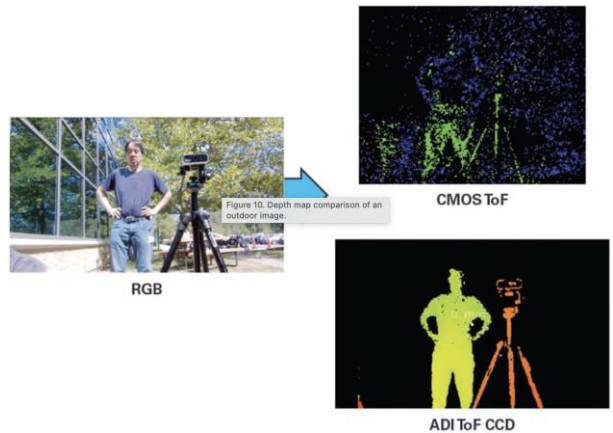 CMOS ToF
Figure 10. Depth map comparison of an
outdoor image.
RGB
ADI ToF CCD